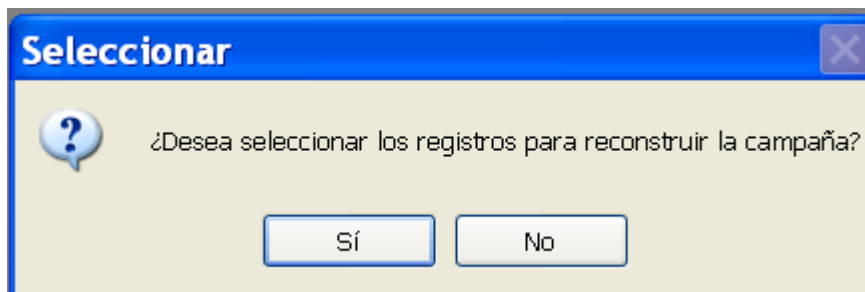 Seleccionar
¿Desea seleccionar los registros para reconstruir la campaña?
Sí
No